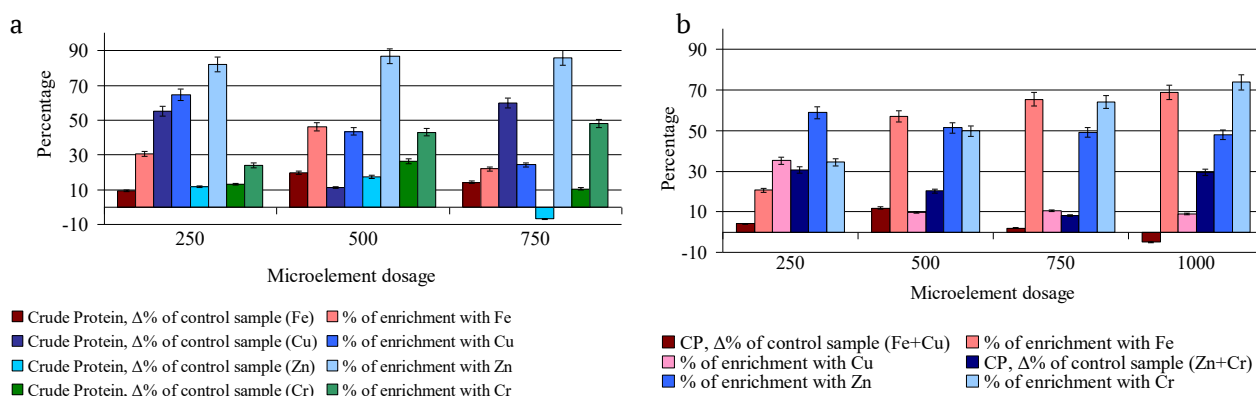 a
Percentage
90
70
50
30
10
-10
250
500
750
Microelement dosage
Crude Protein, Δ% of control sample (Fe)
% of enrichment with Fe
Crude Protein, Δ% of control sample (Cu)
% of enrichment with Cu
Crude Protein, Δ% of control sample (Zn)
% of enrichment with Zn
Crude Protein, Δ% of control sample (Cr)
% of enrichment with Cr
b
Percentage
90
70
50
30
10
-10
250
500
750
1000
Microelement dosage
CP, Δ% of control sample (Fe+Cu)
% of enrichment with Fe
% of enrichment with Cu
CP, Δ% of control sample (Zn+Cr)
% of enrichment with Zn
% of enrichment with Cr